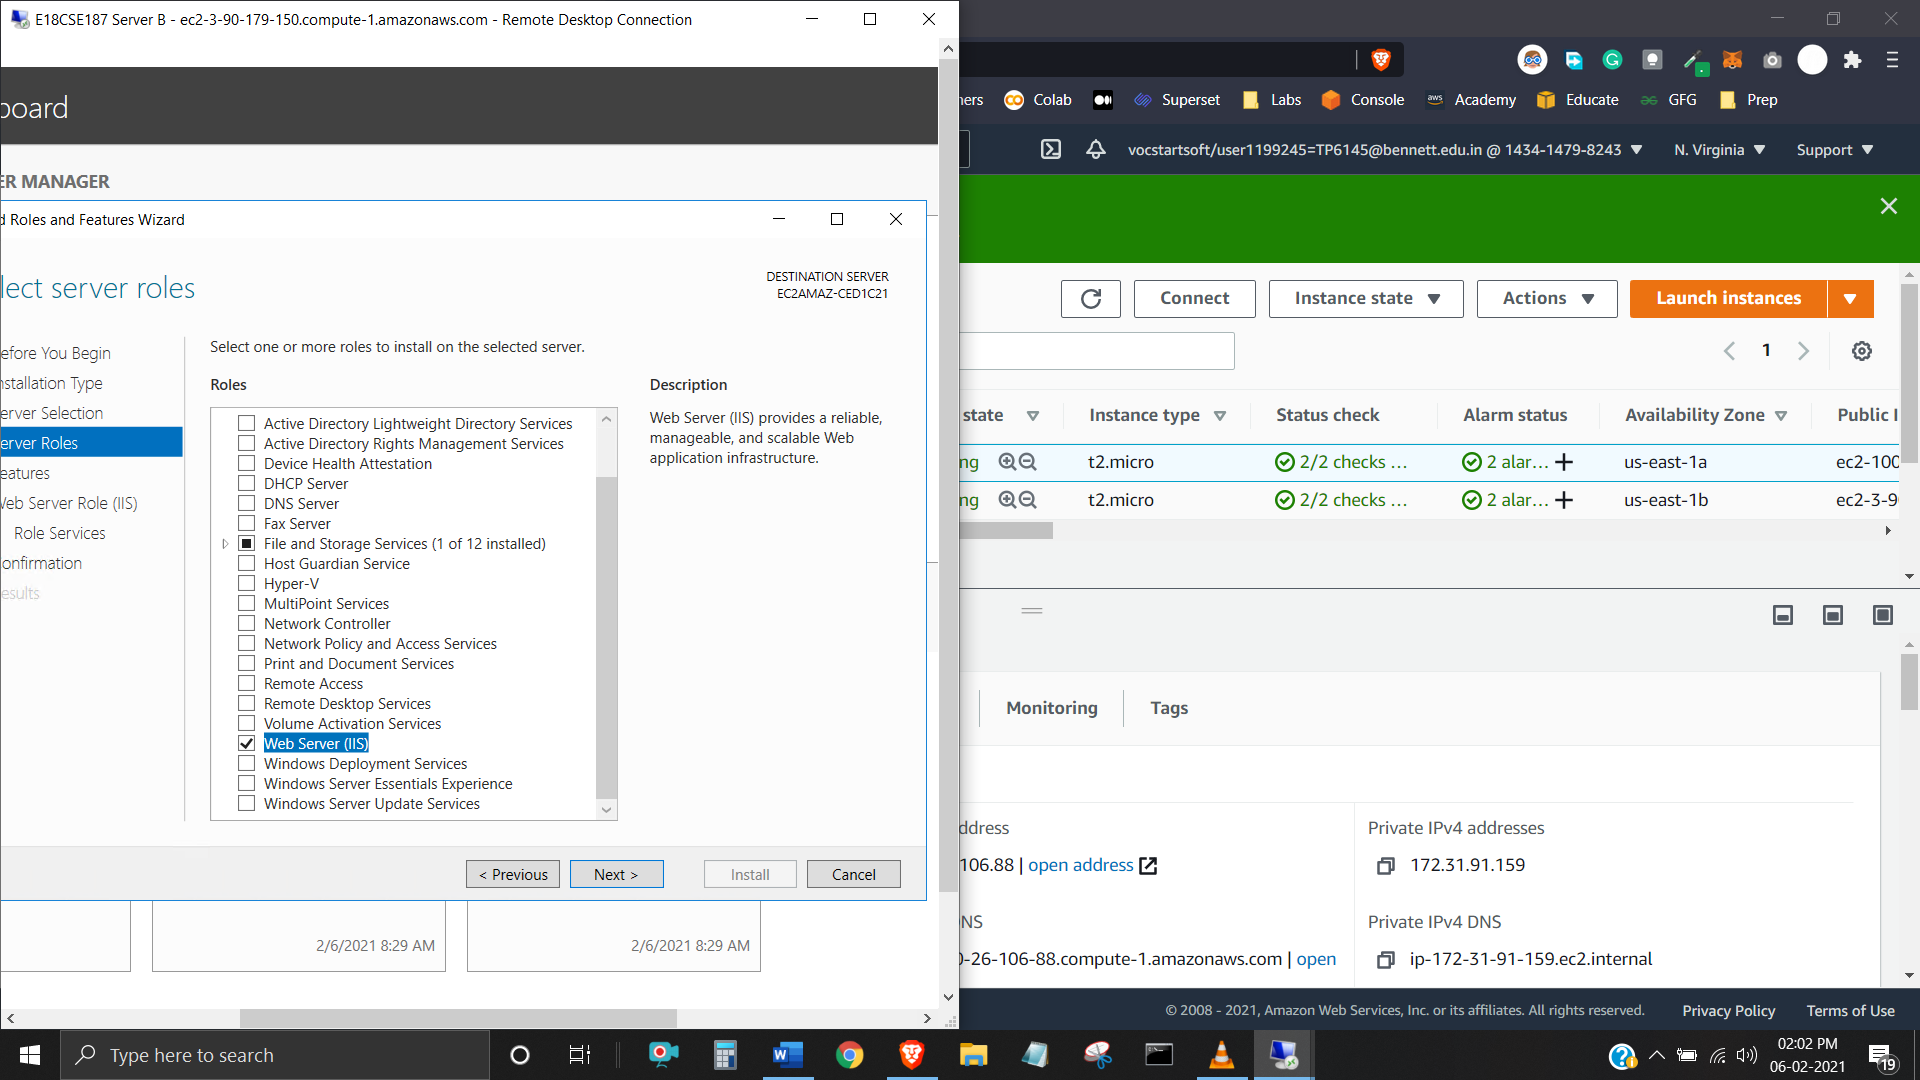 E18CSE187 Server B - ec2-3-90-179-150.compute-1.amazonaws.com - Remote Desktop Connection
board
ER MANAGER
d Roles and Features Wizard
lect server roles
DESTINATION SERVER
EC2AMAZ-CED1C21
efore You Begin
nstallation Type
erver Selection
erver Roles
eatures
Web Server Role (IIS)
Role Services
onfirmation
esults
Select one or more roles to install on the selected server.
Roles
Active Directory Lightweight Directory Services
Active Directory Rights Management Services
Device Health Attestation
DHCP Server
DNS Server
Fax Server
File and Storage Services (1 of 12 installed)
Host Guardian Service
Hyper-V
MultiPoint Services
Network Controller
Network Policy and Access Services
Print and Document Services
Remote Access
Remote Desktop Services
Volume Activation Services
Web Server (IIS)
Windows Deployment Services
Windows Server Essentials Experience
Windows Server Update Services
Description
Web Server (IIS) provides a reliable,
manageable, and scalable Web
application infrastructure.
< Previous
Next >
Install
Cancel
2/6/2021 8:29 AM
2/6/2021 8:29 AM
ners
Colab
Superset
Labs
Console
aws
Academy
Educate
GFG
Prep
vocstartsoft/user1199245=TP6145@bennett.edu.in @ 1434-1479-8243
N. Virginia
Support
Connect
Instance state
Actions
Launch instances
1
state
Instance type
Status check
Alarm status
Availability Zone
Public I
ng
t2.micro
2/2 checks ...
2 alar...
us-east-1a
ec2-100
ng
t2.micro
2/2 checks ...
2 alar...
us-east-1b
ec2-3-9
Monitoring
Tags
ddress
106.88 | open address
Private IPv4 addresses
172.31.91.159
NS
0-26-106-88.compute-1.amazonaws.com | open
Private IPv4 DNS
ip-172-31-91-159.ec2.internal
© 2008 - 2021, Amazon Web Services, Inc. or its affiliates. All rights reserved.
Privacy Policy
Terms of Use
Type here to search
02:02 PM
06-02-2021
19